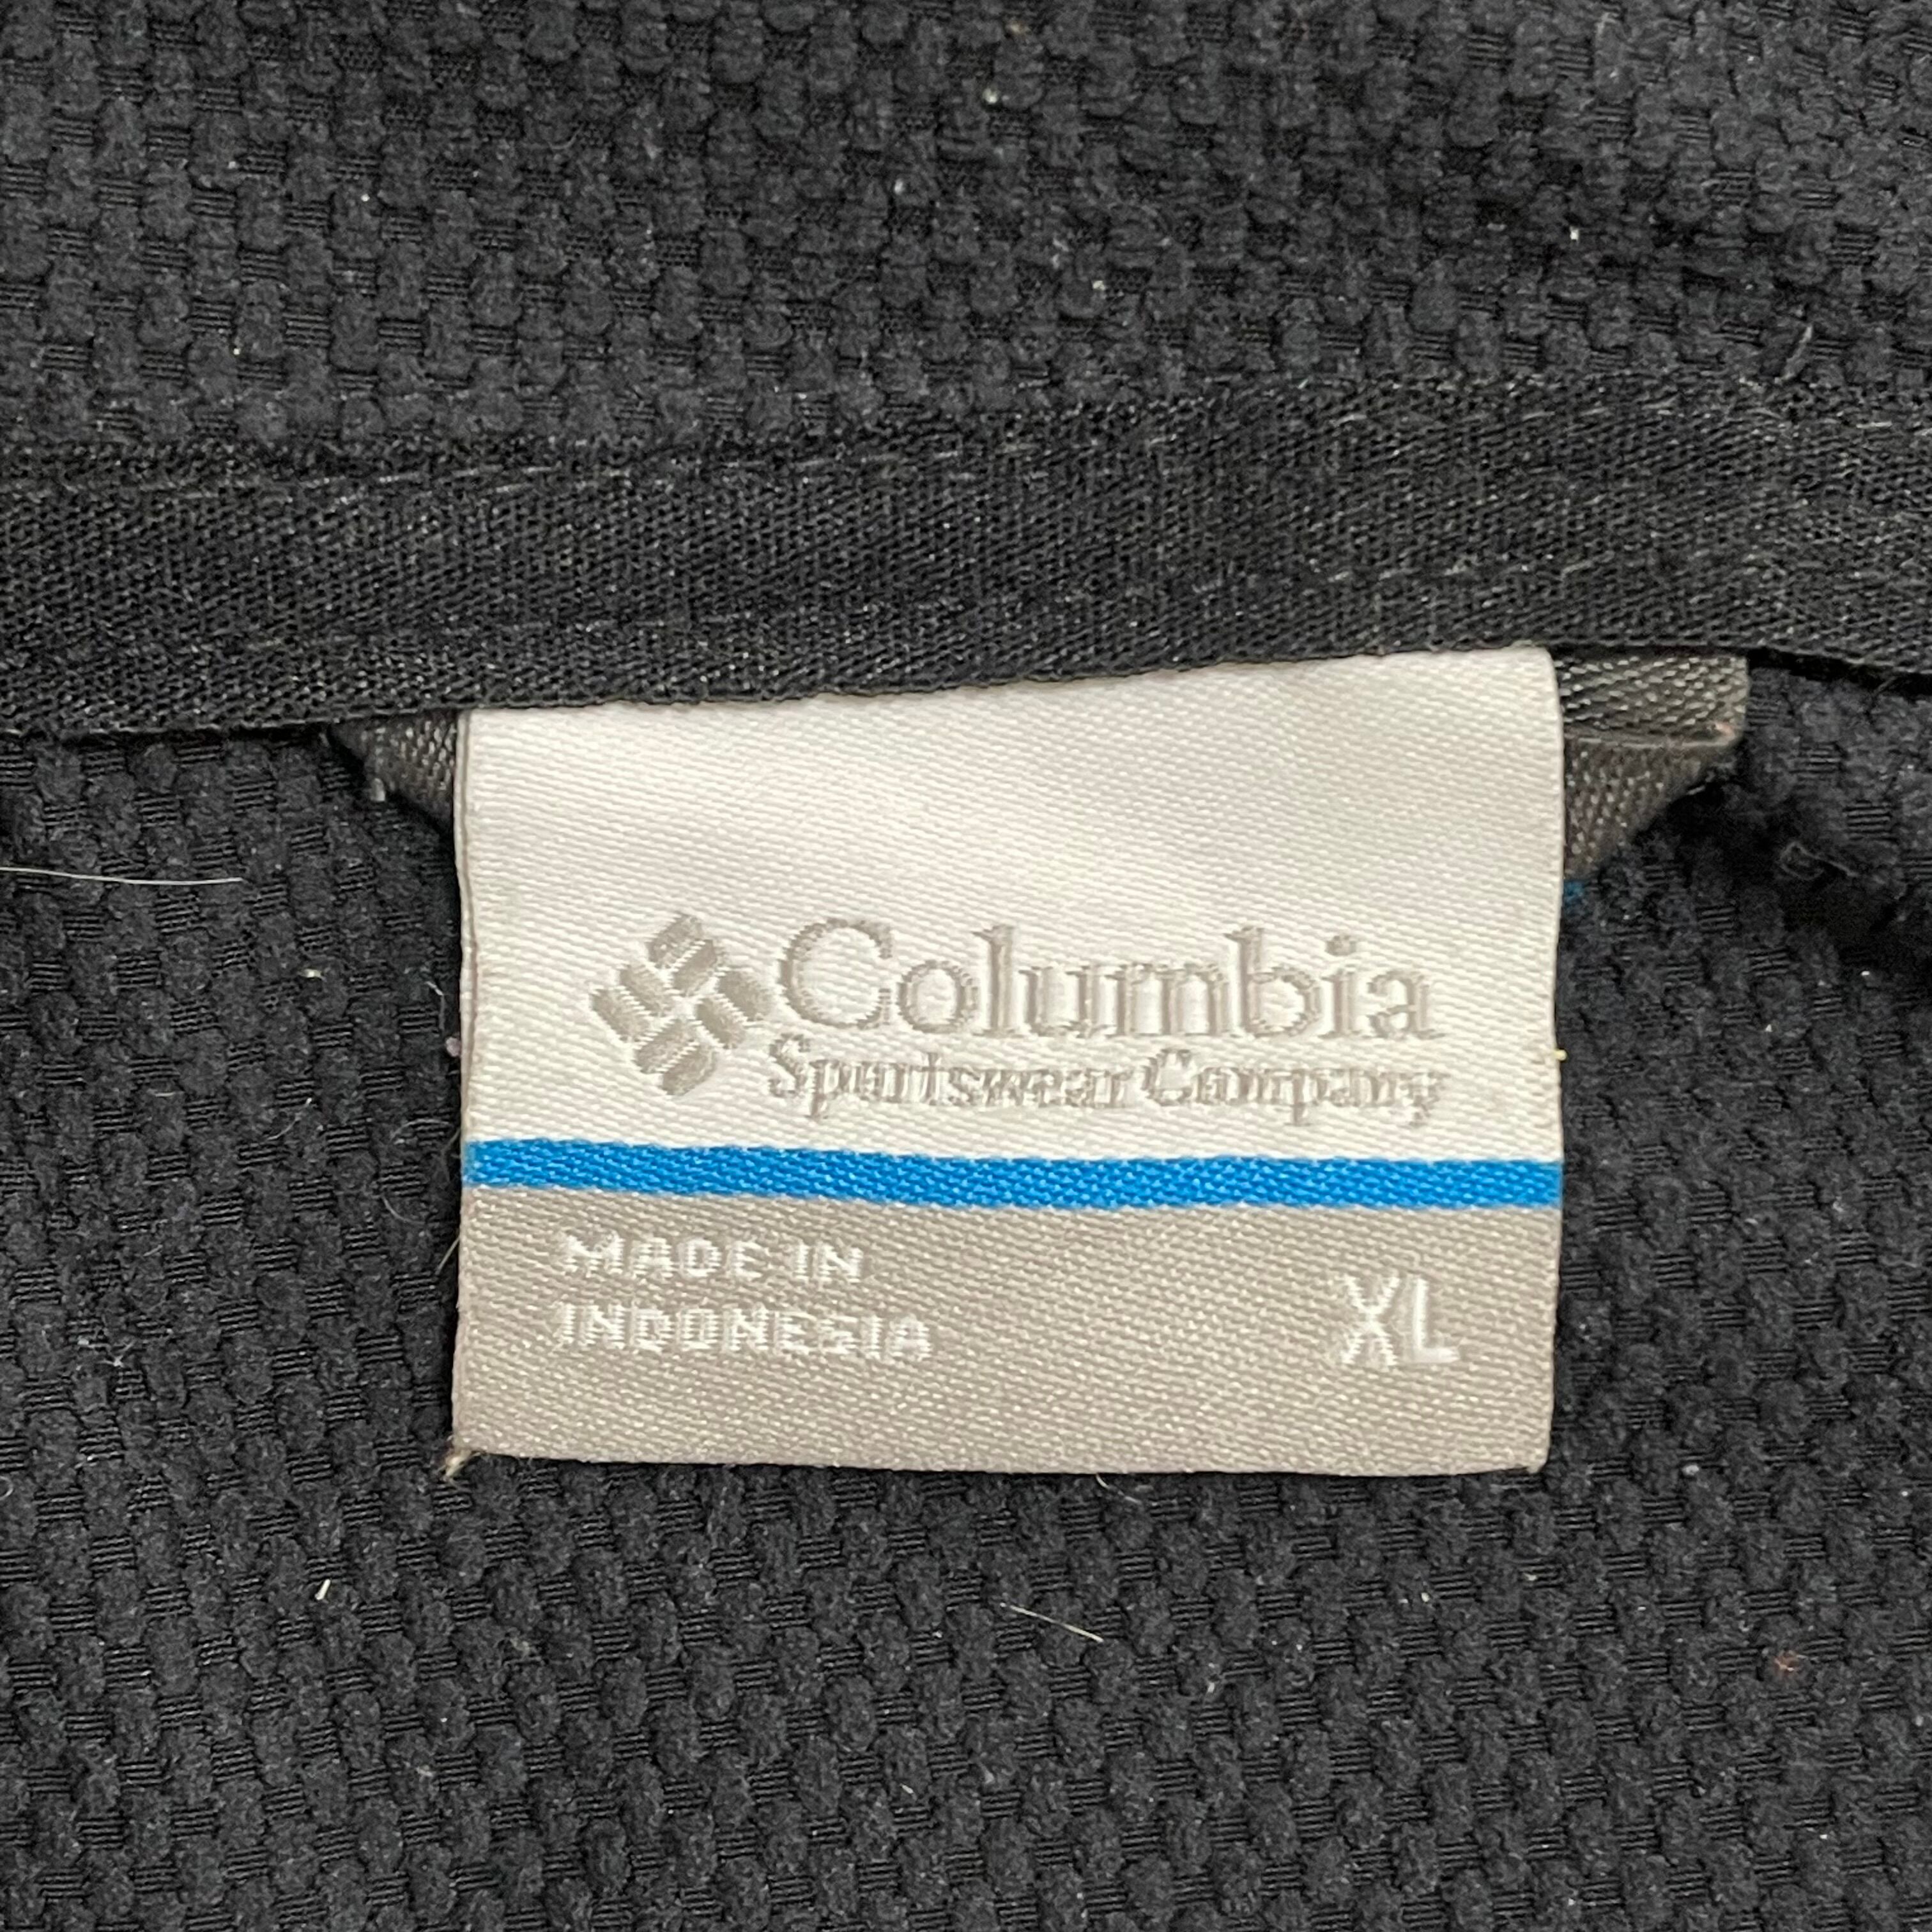 Columbia
Sportswear Company
MADE IN
INDONESIA
XL